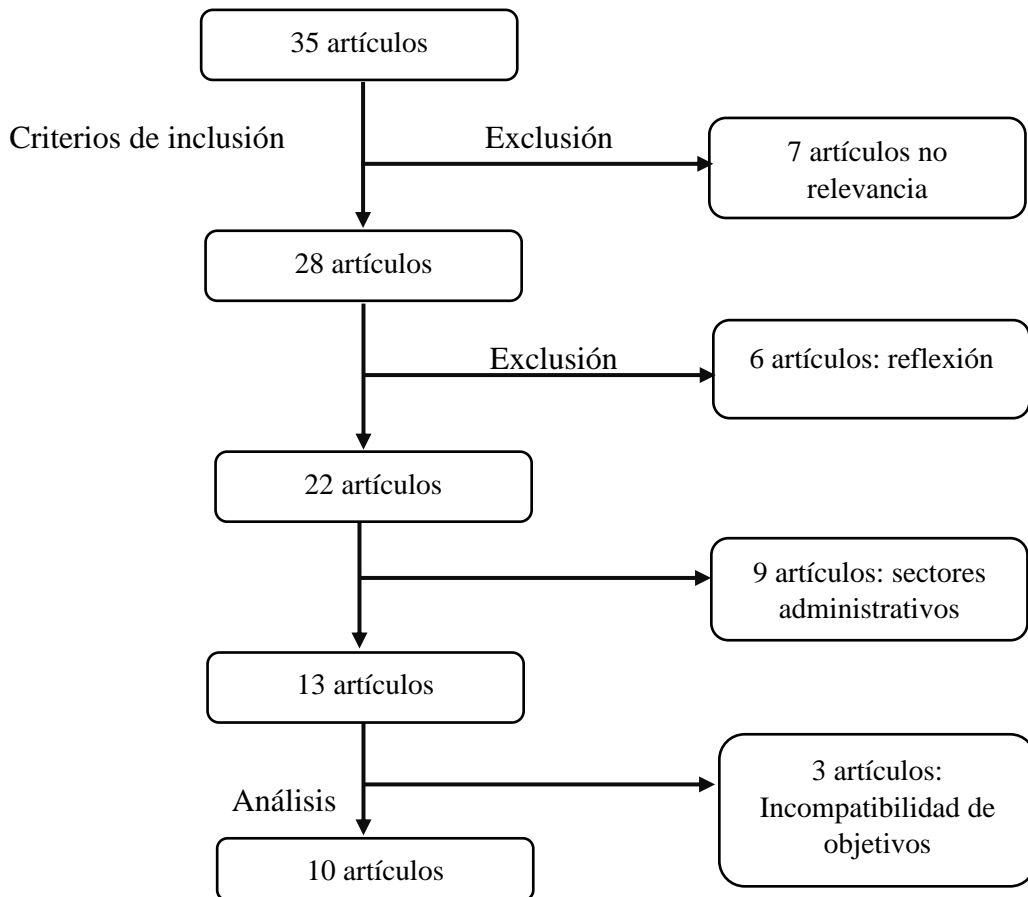 35 artículos
Criterios de inclusión
Exclusión
7 artículos no
relevancia
28 artículos
Exclusión
6 artículos: reflexión
22 artículos
9 artículos: sectores
administrativos
13 artículos
3 artículos:
Incompatibilidad de
objetivos
Análisis
10 artículos